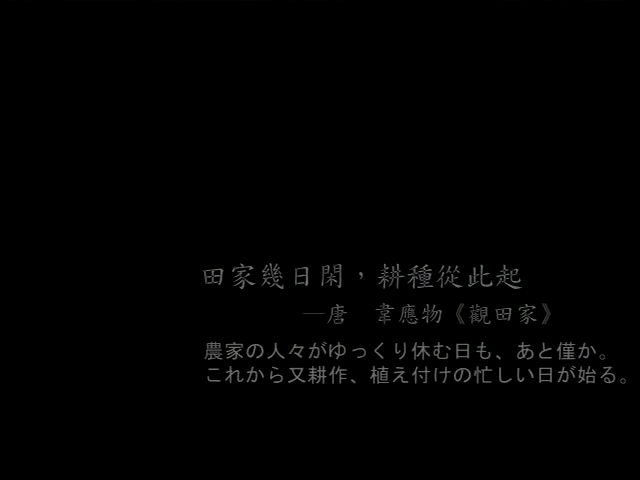 田家幾日閑，耕種從此起
—唐　韋應物《觀田家》
農家の人々がゆっくり休む日も、あと僅か。
これから又耕作、植え付けの忙しい日が始る。